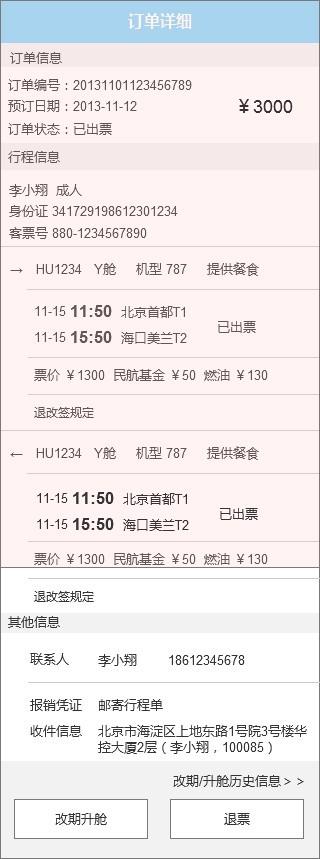 订单详细
订单信息
订单编号：20131101123456789
预订日期：2013-11-12
￥3000
订单状态：已出票
行程信息
李小翔 成人
身份证 341729198612301234
客票号 880-1234567890
→ HU1234 Y舱 机型 787 提供餐食
11-15 11:50 北京首都T1
11-15 15:50 海口美兰T2
已出票
票价 ￥1300 民航基金 ￥50 燃油 ￥130
退改签规定
← HU1234 Y舱 机型 787 提供餐食
11-15 11:50 北京首都T1
11-15 15:50 海口美兰T2
已出票
票价 ￥1300 民航基金 ￥50 燃油 ￥130
退改签规定
其他信息
联系人 李小翔 18612345678
报销凭证 邮寄行程单
收件信息 北京市海淀区上地东路1号院3号楼华
控大厦2层（李小翔，100085）
改期/升舱历史信息> >
改期升舱 退票